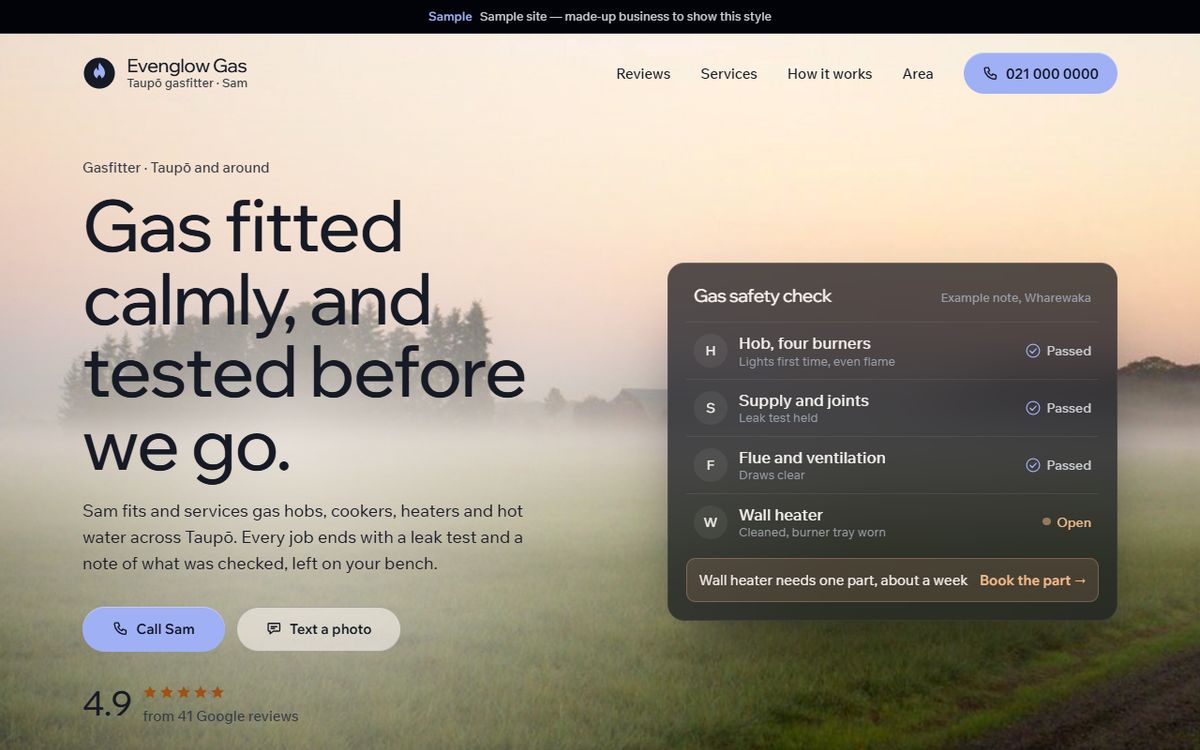 Sample Sample site — made-up business to show this style
Evenglow Gas
Taupō gasfitter · Sam
Reviews Services How it works Area 021 000 0000
Gasfitter · Taupō and around
Gas fitted
calmly, and
tested before
we go.
Sam fits and services gas hobs, cookers, heaters and hot
water across Taupō. Every job ends with a leak test and a
note of what was checked, left on your bench.
Call Sam Text a photo
4.9
from 41 Google reviews
Gas safety check Example note, Wharewaka
H Hob, four burners
Lights first time, even flame
Passed
S Supply and joints
Leak test held
Passed
F Flue and ventilation
Draws clear
Passed
W Wall heater
Cleaned, burner tray worn
Open
Wall heater needs one part, about a week Book the part →